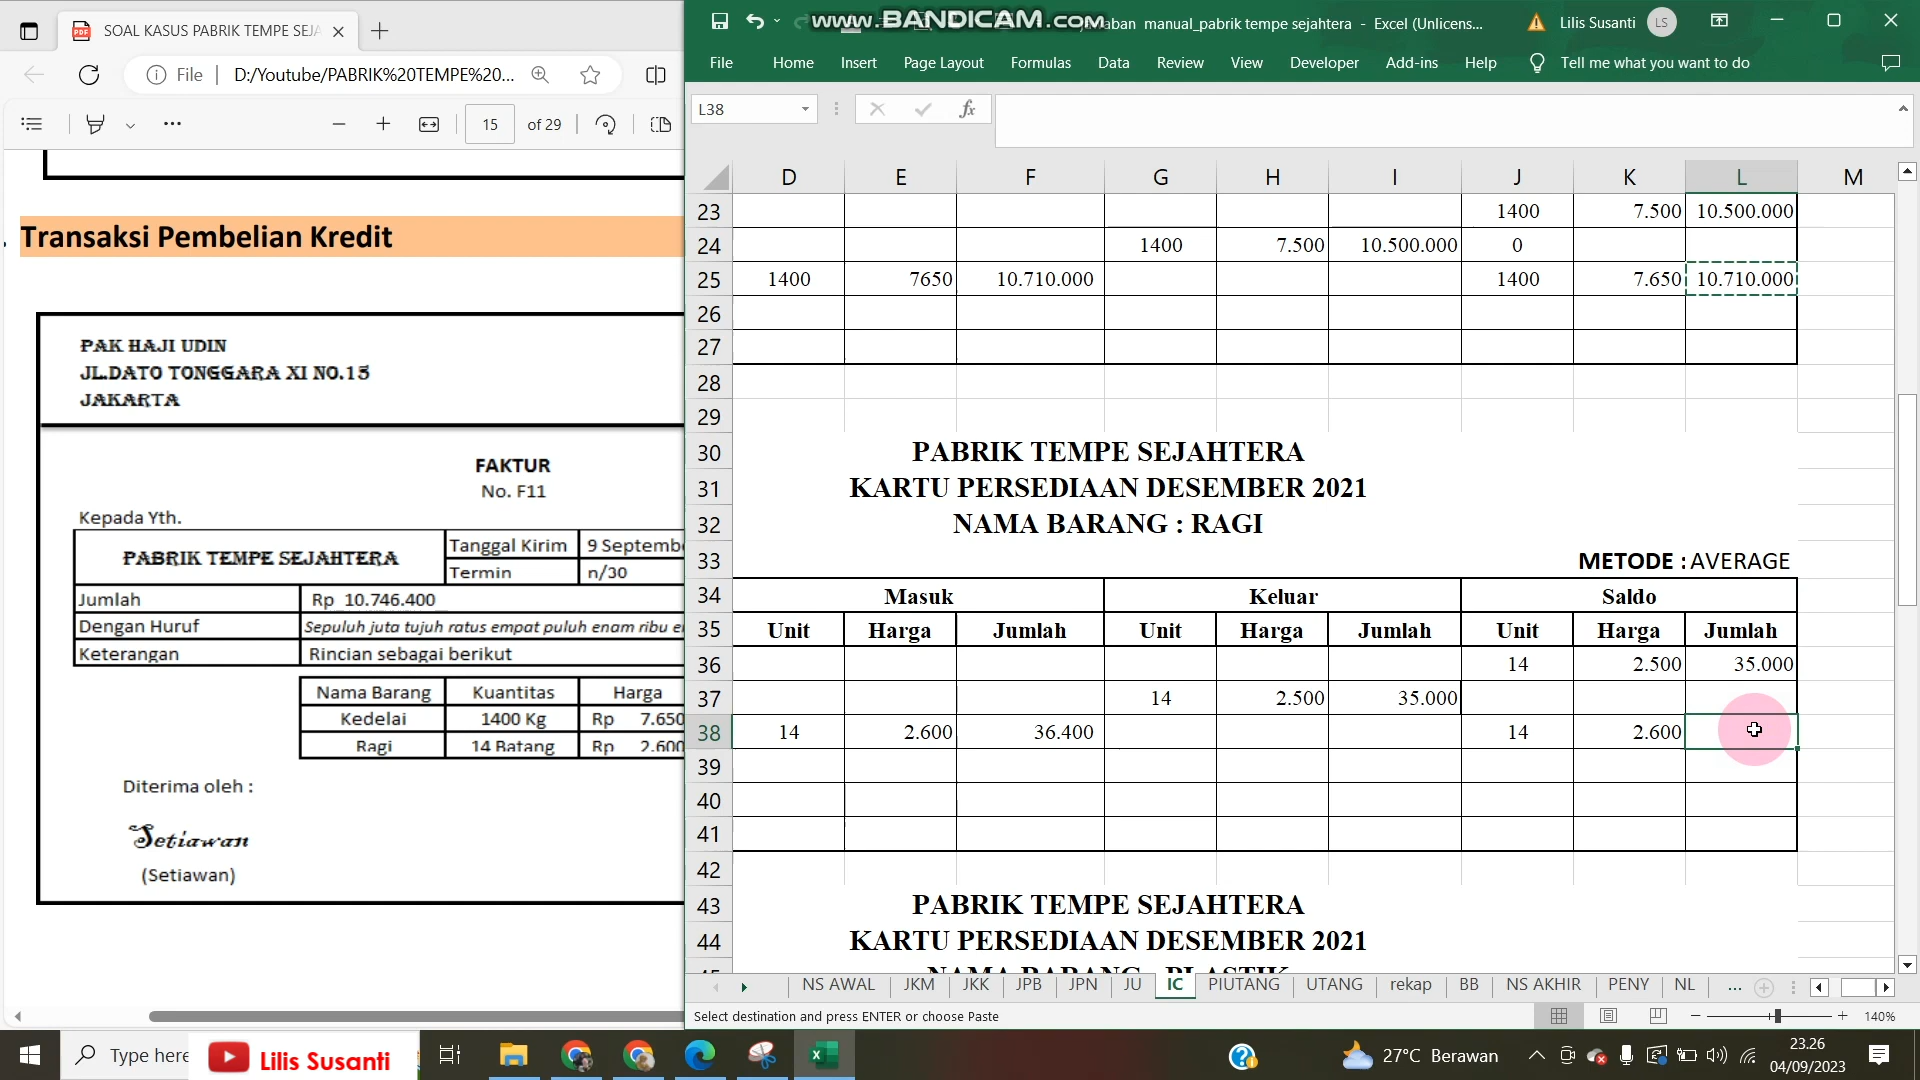 www.BANDICAM.com
SOAL KASUS PABRIK TEMPE SEJA
File D:/Youtube/PABRIK%20TEMPE%20...
15 of 29
Transaksi Pembelian Kredit
PAK HAJI UDIN
JL.DATO TONGGARA XI NO.15
JAKARTA
FAKTUR
No. F11
Kepada Yth.
PABRIK TEMPE SEJAHTERA
Tanggal Kirim 9 Septemb
Termin n/30
Jumlah Rp 10.746.400
Dengan Huruf Sepuluh juta tujuh ratus empat puluh enam ribu e
Keterangan Rincian sebagai berikut
Nama Barang Kuantitas Harga
Kedelai 1400 Kg Rp 7.650
Ragi 14 Batang Rp 2.600
Diterima oleh :
Setiawan
(Setiawan)
manual_pabrik tempe sejahtera - Excel (Unlicens...
Lilis Susanti LS
File Home Insert Page Layout Formulas Data Review View Developer Add-ins Help Tell me what you want to do
L38 fx
D E F G H I J K L M
23 1400 7.500 10.500.000
24 1400 7.500 10.500.000 0
25 1400 7650 10.710.000 1400 7.650 10.710.000
26
27
28
29
30 PABRIK TEMPE SEJAHTERA
31 KARTU PERSEDIAAN DESEMBER 2021
32 NAMA BARANG : RAGI
33 METODE : AVERAGE
34 Masuk Keluar Saldo
35 Unit Harga Jumlah Unit Harga Jumlah Unit Harga Jumlah
36 14 2.500 35.000
37 14 2.500 35.000
38 14 2.600 36.400 14 2.600
39
40
41
42
43 PABRIK TEMPE SEJAHTERA
44 KARTU PERSEDIAAN DESEMBER 2021
NAMA BARANG : PLASTIK
NS AWAL JKM JKK JPB JPN JU IC PIUTANG UTANG rekap BB NS AKHIR PENY NL ...
Select destination and press ENTER or choose Paste
140%
Type here
Lilis Susanti
27°C Berawan
23.26
04/09/2023